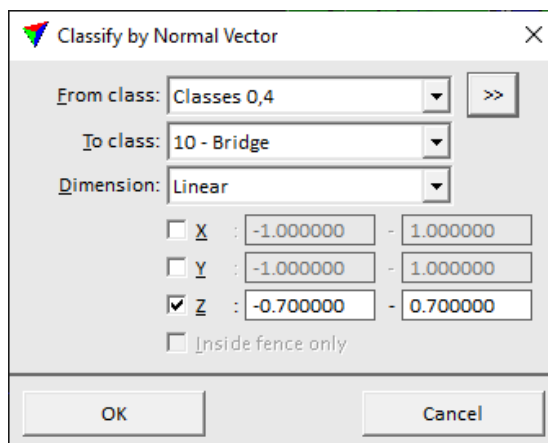 Classify by Normal Vector
From class: Classes 0,4 >>
To class: 10 - Bridge
Dimension: Linear
X : -1.000000 - 1.000000
Y : -1.000000 - 1.000000
Z : -0.700000 - 0.700000
Inside fence only
OK Cancel